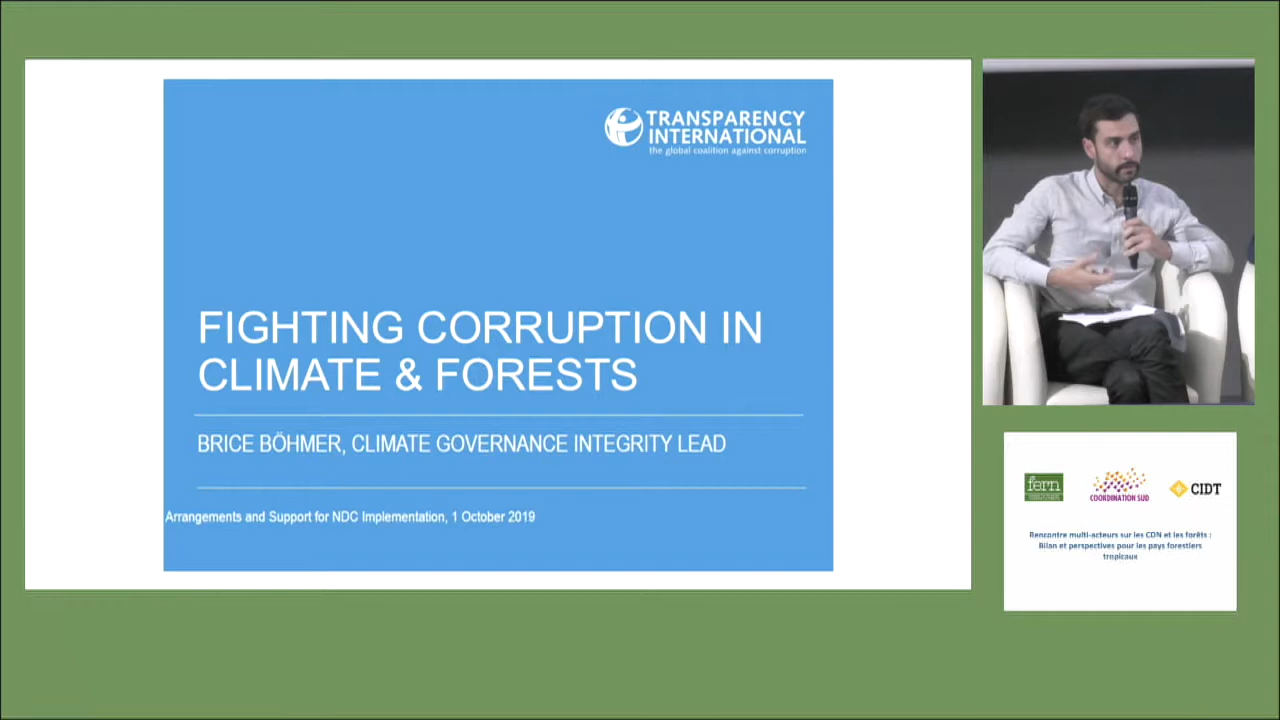 TRANSPARENCY
INTERNATIONAL
the global coalition against corruption
FIGHTING CORRUPTION IN
CLIMATE & FORESTS
BRICE BÖHMER, CLIMATE GOVERNANCE INTEGRITY LEAD
Arrangements and Support for NDC Implementation, 1 October 2019
fern
COORDINATION SUD
CIDT
Rencontre multi-acteurs sur les CDN et les forêts :
Bilan et perspectives pour les pays forestiers
tropicaux